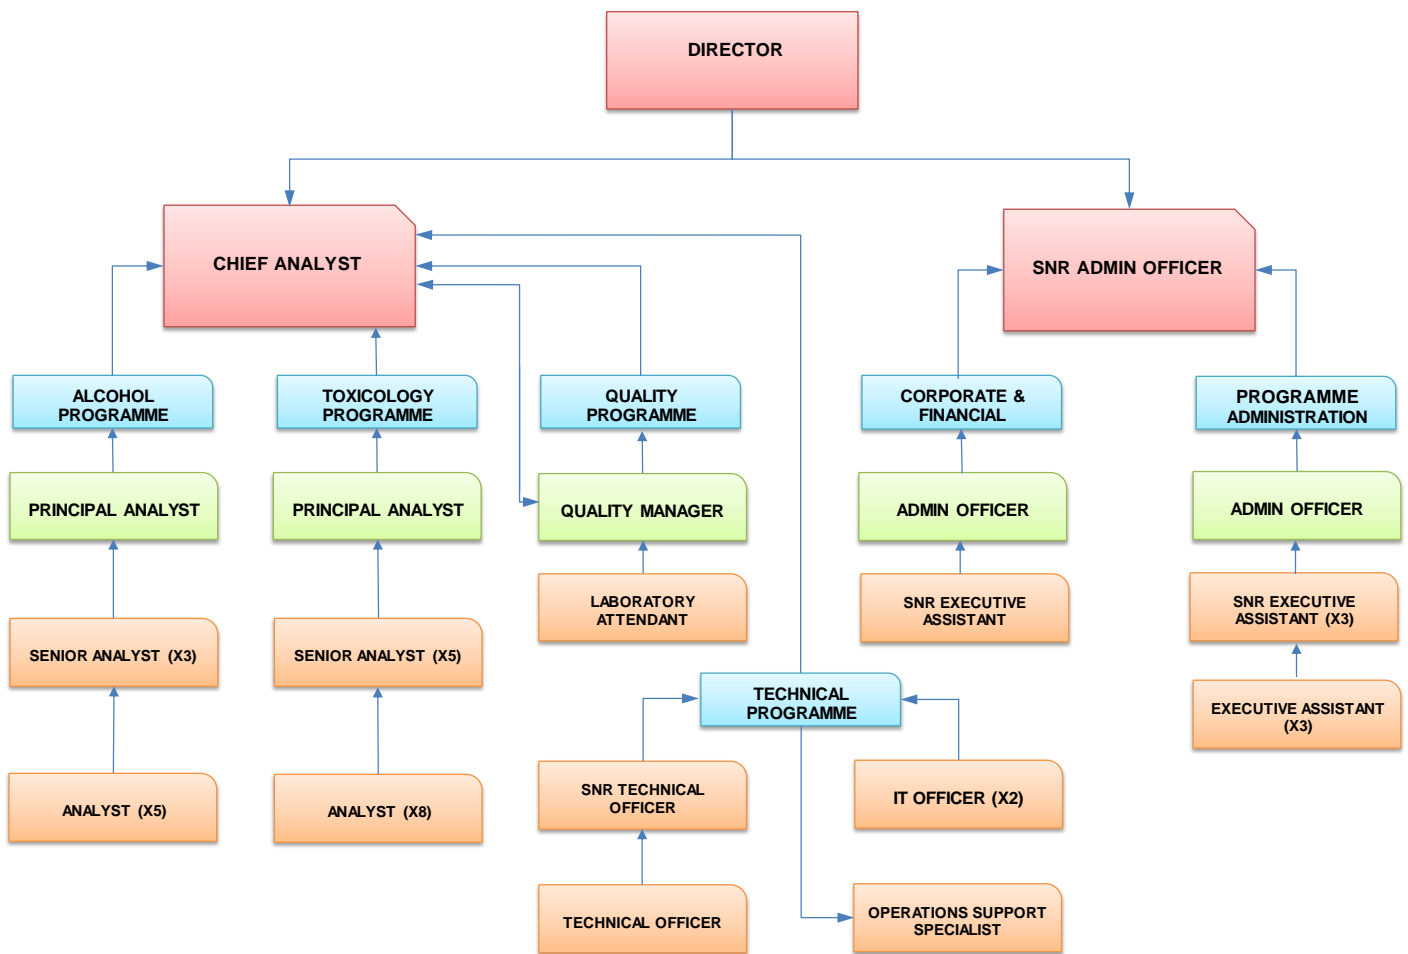 DIRECTOR
CHIEF ANALYST
SNR ADMIN OFFICER
ALCOHOL
PROGRAMME
TOXICOLOGY
PROGRAMME
QUALITY
PROGRAMME
CORPORATE &
FINANCIAL
PROGRAMME
ADMINISTRATION
PRINCIPAL ANALYST
PRINCIPAL ANALYST
QUALITY MANAGER
ADMIN OFFICER
ADMIN OFFICER
LABORATORY
ATTENDANT
SNR EXECUTIVE
ASSISTANT
SNR EXECUTIVE
ASSISTANT (X3)
SENIOR ANALYST (X3)
SENIOR ANALYST (X5)
TECHNICAL
PROGRAMME
EXECUTIVE ASSISTANT
(X3)
ANALYST (X5)
ANALYST (X8)
SNR TECHNICAL
OFFICER
IT OFFICER (X2)
TECHNICAL OFFICER
OPERATIONS SUPPORT
SPECIALIST